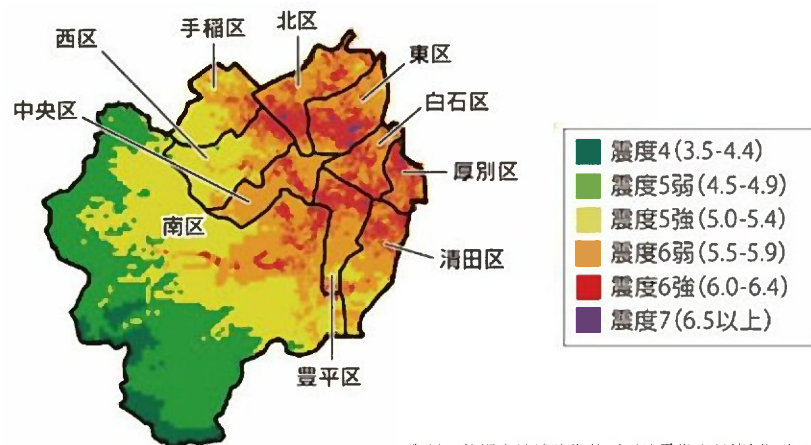 手稲区
北区
西区
東区
中央区
白石区
厚別区
南区
清田区
豊平区
震度4(3.5-4.4)
震度5弱(4.5-4.9)
震度5強(5.0-5.4)
震度6弱(5.5-5.9)
震度6強(6.0-6.4)
震度7(6.5以上)